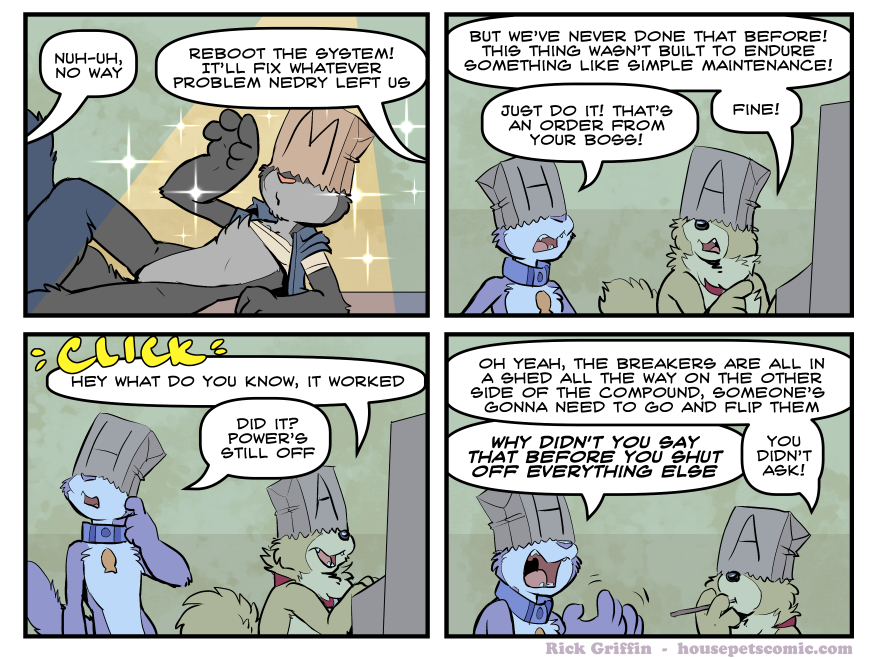 NUH-UH,
NO WAY
REBOOT THE SYSTEM!
IT'LL FIX WHATEVER
PROBLEM NEDRY LEFT US
M
BUT WE'VE NEVER DONE THAT BEFORE!
THIS THING WASN'T BUILT TO ENDURE
SOMETHING LIKE SIMPLE MAINTENANCE!
JUST DO IT! THAT'S
AN ORDER FROM
YOUR BOSS!
FINE!
H
A
CLICK
HEY WHAT DO YOU KNOW, IT WORKED
DID IT?
POWER'S
STILL OFF
H
A
OH YEAH, THE BREAKERS ARE ALL IN
A SHED ALL THE WAY ON THE OTHER
SIDE OF THE COMPOUND, SOMEONE'S
GONNA NEED TO GO AND FLIP THEM
WHY DIDN'T YOU SAY
THAT BEFORE YOU SHUT
OFF EVERYTHING ELSE
YOU
DIDN'T
ASK!
H
A
Rick Griffin - housepetscomic.com